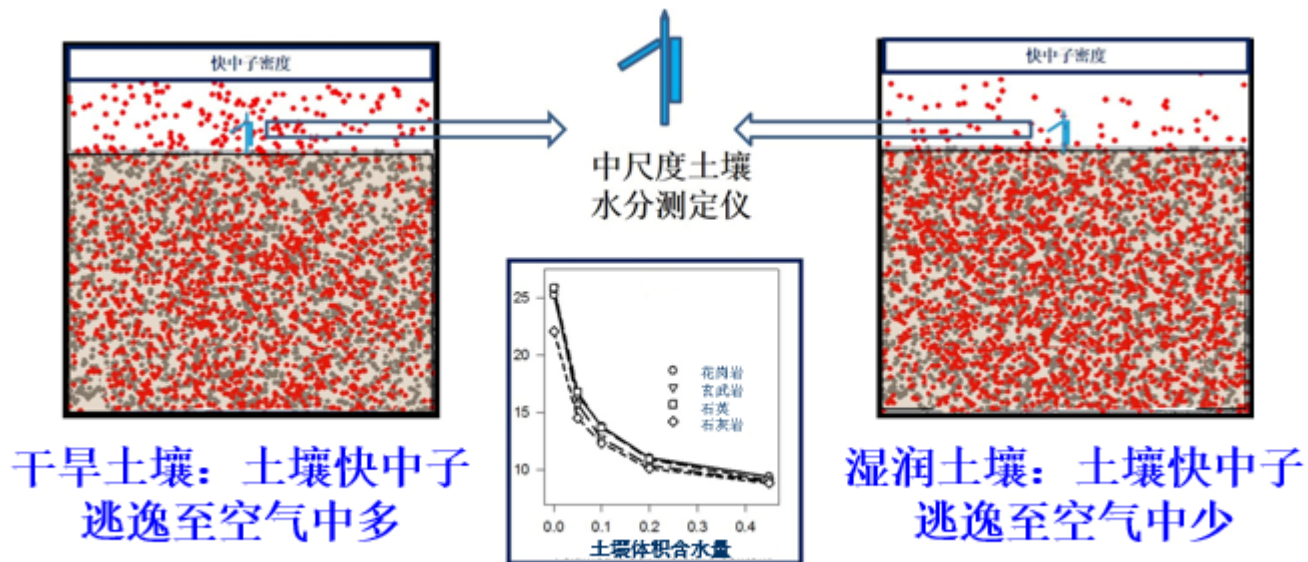 快中子密度
快中子密度
中尺度土壤
水分测定仪
25
20
15
10
花岗岩
玄武岩
石英
石灰岩
0.0 0.1 0.2 0.3 0.4
土壤体积含水量
干旱土壤：土壤快中子
逃逸至空气中多
湿润土壤：土壤快中子
逃逸至空气中少